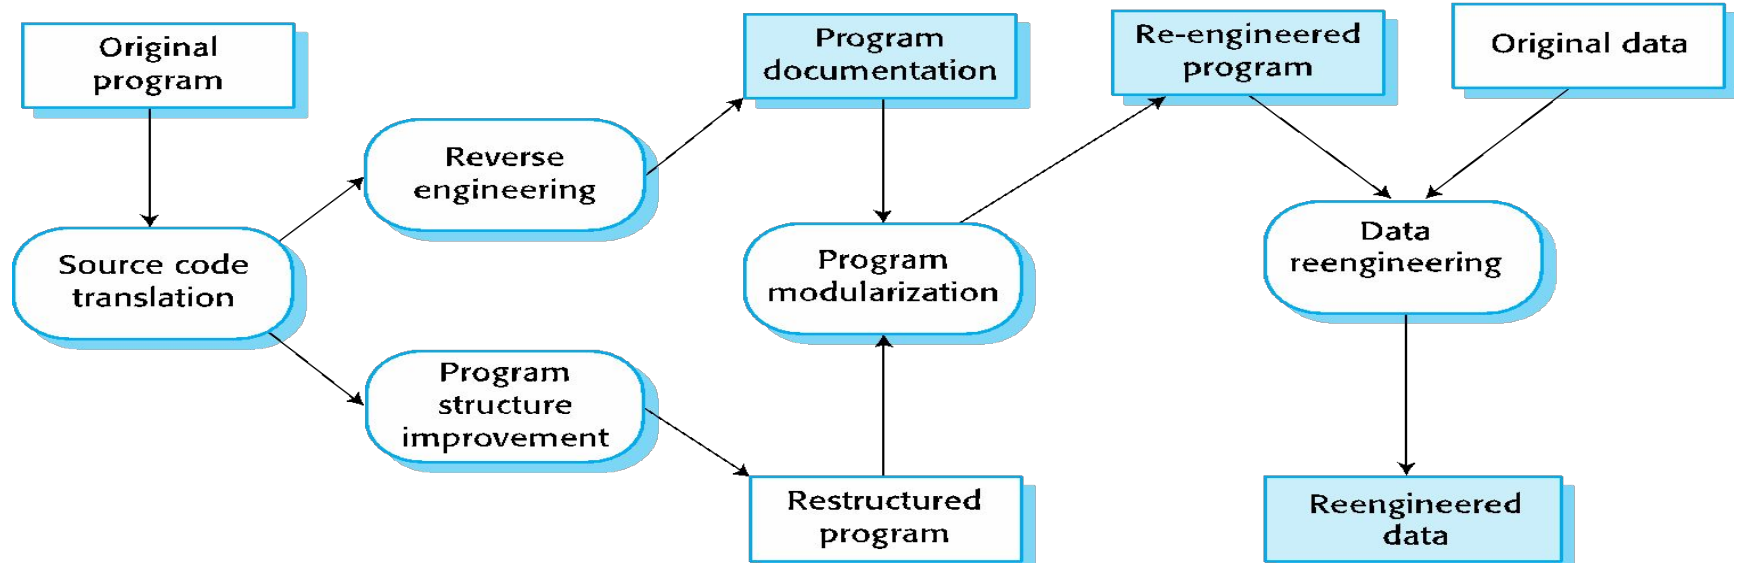 Original
program
Program
documentation
Re-engineered
program
Original data
Reverse
engineering
Source code
translation
Program
modularization
Data
reengineering
Program
structure
improvement
Restructured
program
Reengineered
data